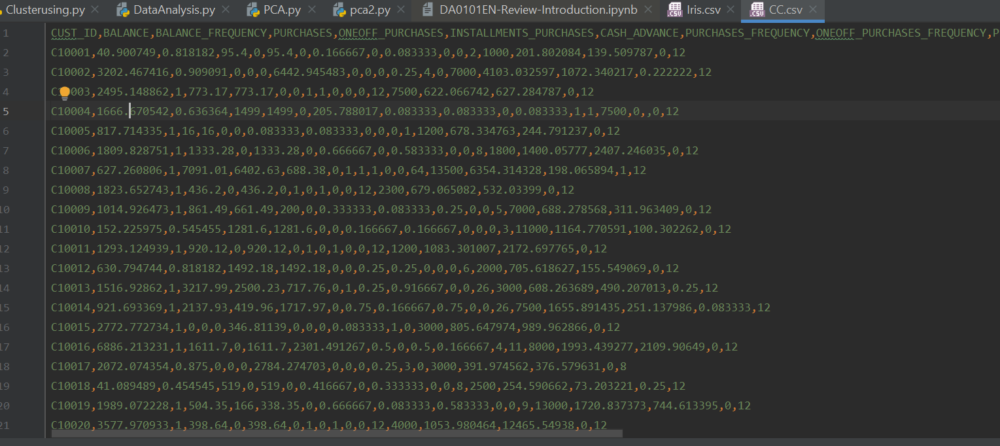 Clusterusing.py DataAnalysis.py PCA.py pca2.py DA0101EN-Review-Introduction.ipynb Iris.csv CC.csv
1 CUST_ID,BALANCE,BALANCE_FREQUENCY,PURCHASES,ONEOFF_PURCHASES,INSTALLMENTS_PURCHASES,CASH_ADVANCE,PURCHASES_FREQUENCY,ONEOFF_PURCHASES_FREQUENCY,P
2 C10001,40.900749,0.818182,95.4,0,95.4,0,0.166667,0,0.083333,0,0,2,1000,201.802084,139.509787,0,12
3 C10002,3202.467416,0.909091,0,0,0,6442.945483,0,0,0,0.25,4,0,7000,4103.032597,1072.340217,0.222222,12
4 C 003,2495.148862,1,773.17,773.17,0,0,1,1,0,0,0,12,7500,622.066742,627.284787,0,12
5 C10004,1666.670542,0.636364,1499,1499,0,205.788017,0.083333,0.083333,0,0.083333,1,1,7500,0,,0,12
6 C10005,817.714335,1,16,16,0,0,0.083333,0.083333,0,0,0,1,1200,678.334763,244.791237,0,12
7 C10006,1809.828751,1,1333.28,0,1333.28,0,0.666667,0,0.583333,0,0,8,1800,1400.05777,2407.246035,0,12
8 C10007,627.260806,1,7091.01,6402.63,688.38,0,1,1,1,0,0,64,13500,6354.314328,198.065894,1,12
9 C10008,1823.652743,1,436.2,0,436.2,0,1,0,1,0,0,12,2300,679.065082,532.03399,0,12
10 C10009,1014.926473,1,861.49,661.49,200,0,0.333333,0.083333,0.25,0,0,5,7000,688.278568,311.963409,0,12
11 C10010,152.225975,0.545455,1281.6,1281.6,0,0,0.166667,0.166667,0,0,0,3,11000,1164.770591,100.302262,0,12
12 C10011,1293.124939,1,920.12,0,920.12,0,1,0,1,0,0,12,1200,1083.301007,2172.697765,0,12
13 C10012,630.794744,0.818182,1492.18,1492.18,0,0,0.25,0.25,0,0,0,6,2000,705.618627,155.549069,0,12
14 C10013,1516.92862,1,3217.99,2500.23,717.76,0,1,0.25,0.916667,0,0,26,3000,608.263689,490.207013,0.25,12
15 C10014,921.693369,1,2137.93,419.96,1717.97,0,0.75,0.166667,0.75,0,0,26,7500,1655.891435,251.137986,0.083333,12
16 C10015,2772.772734,1,0,0,0,346.81139,0,0,0,0.083333,1,0,3000,805.647974,989.962866,0,12
17 C10016,6886.213231,1,1611.7,0,1611.7,2301.491267,0.5,0,0.5,0.166667,4,11,8000,1993.439277,2109.90649,0,12
18 C10017,2072.074354,0.875,0,0,0,2784.274703,0,0,0,0.25,3,0,3000,391.974562,376.579631,0,8
19 C10018,41.089489,0.454545,519,0,519,0,0.416667,0,0.333333,0,0,8,2500,254.590662,73.203221,0.25,12
20 C10019,1989.072228,1,504.35,166,338.35,0,0.666667,0.083333,0.583333,0,0,9,13000,1720.837373,744.613395,0,12
21 C10020,3577.970933,1,398.64,0,398.64,0,1,0,1,0,0,12,4000,1053.980464,12465.54938,0,12